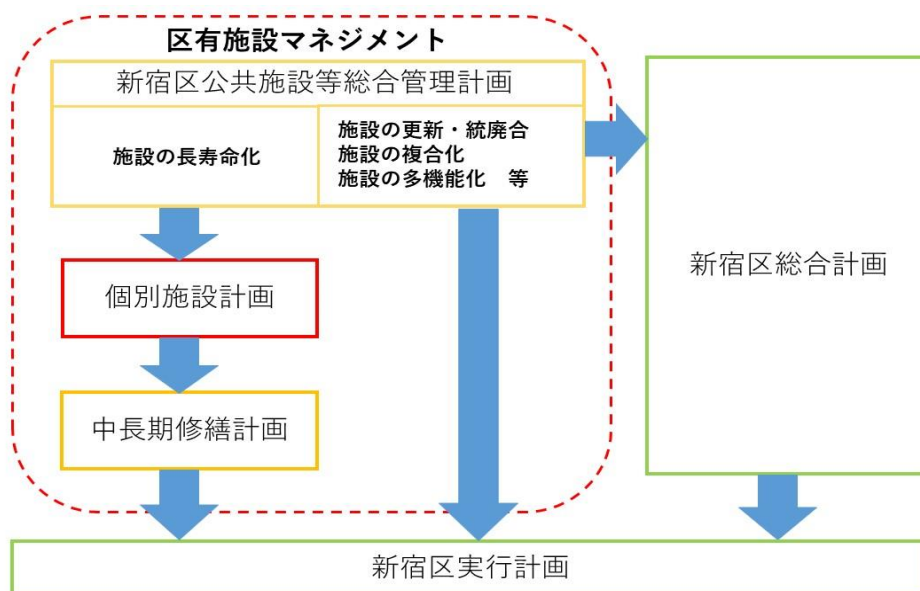 区有施設マネジメント
新宿区公共施設等総合管理計画
施設の長寿命化
施設の更新・統廃合
施設の複合化
施設の多機能化　等
新宿区総合計画
個別施設計画
中長期修繕計画
新宿区実行計画